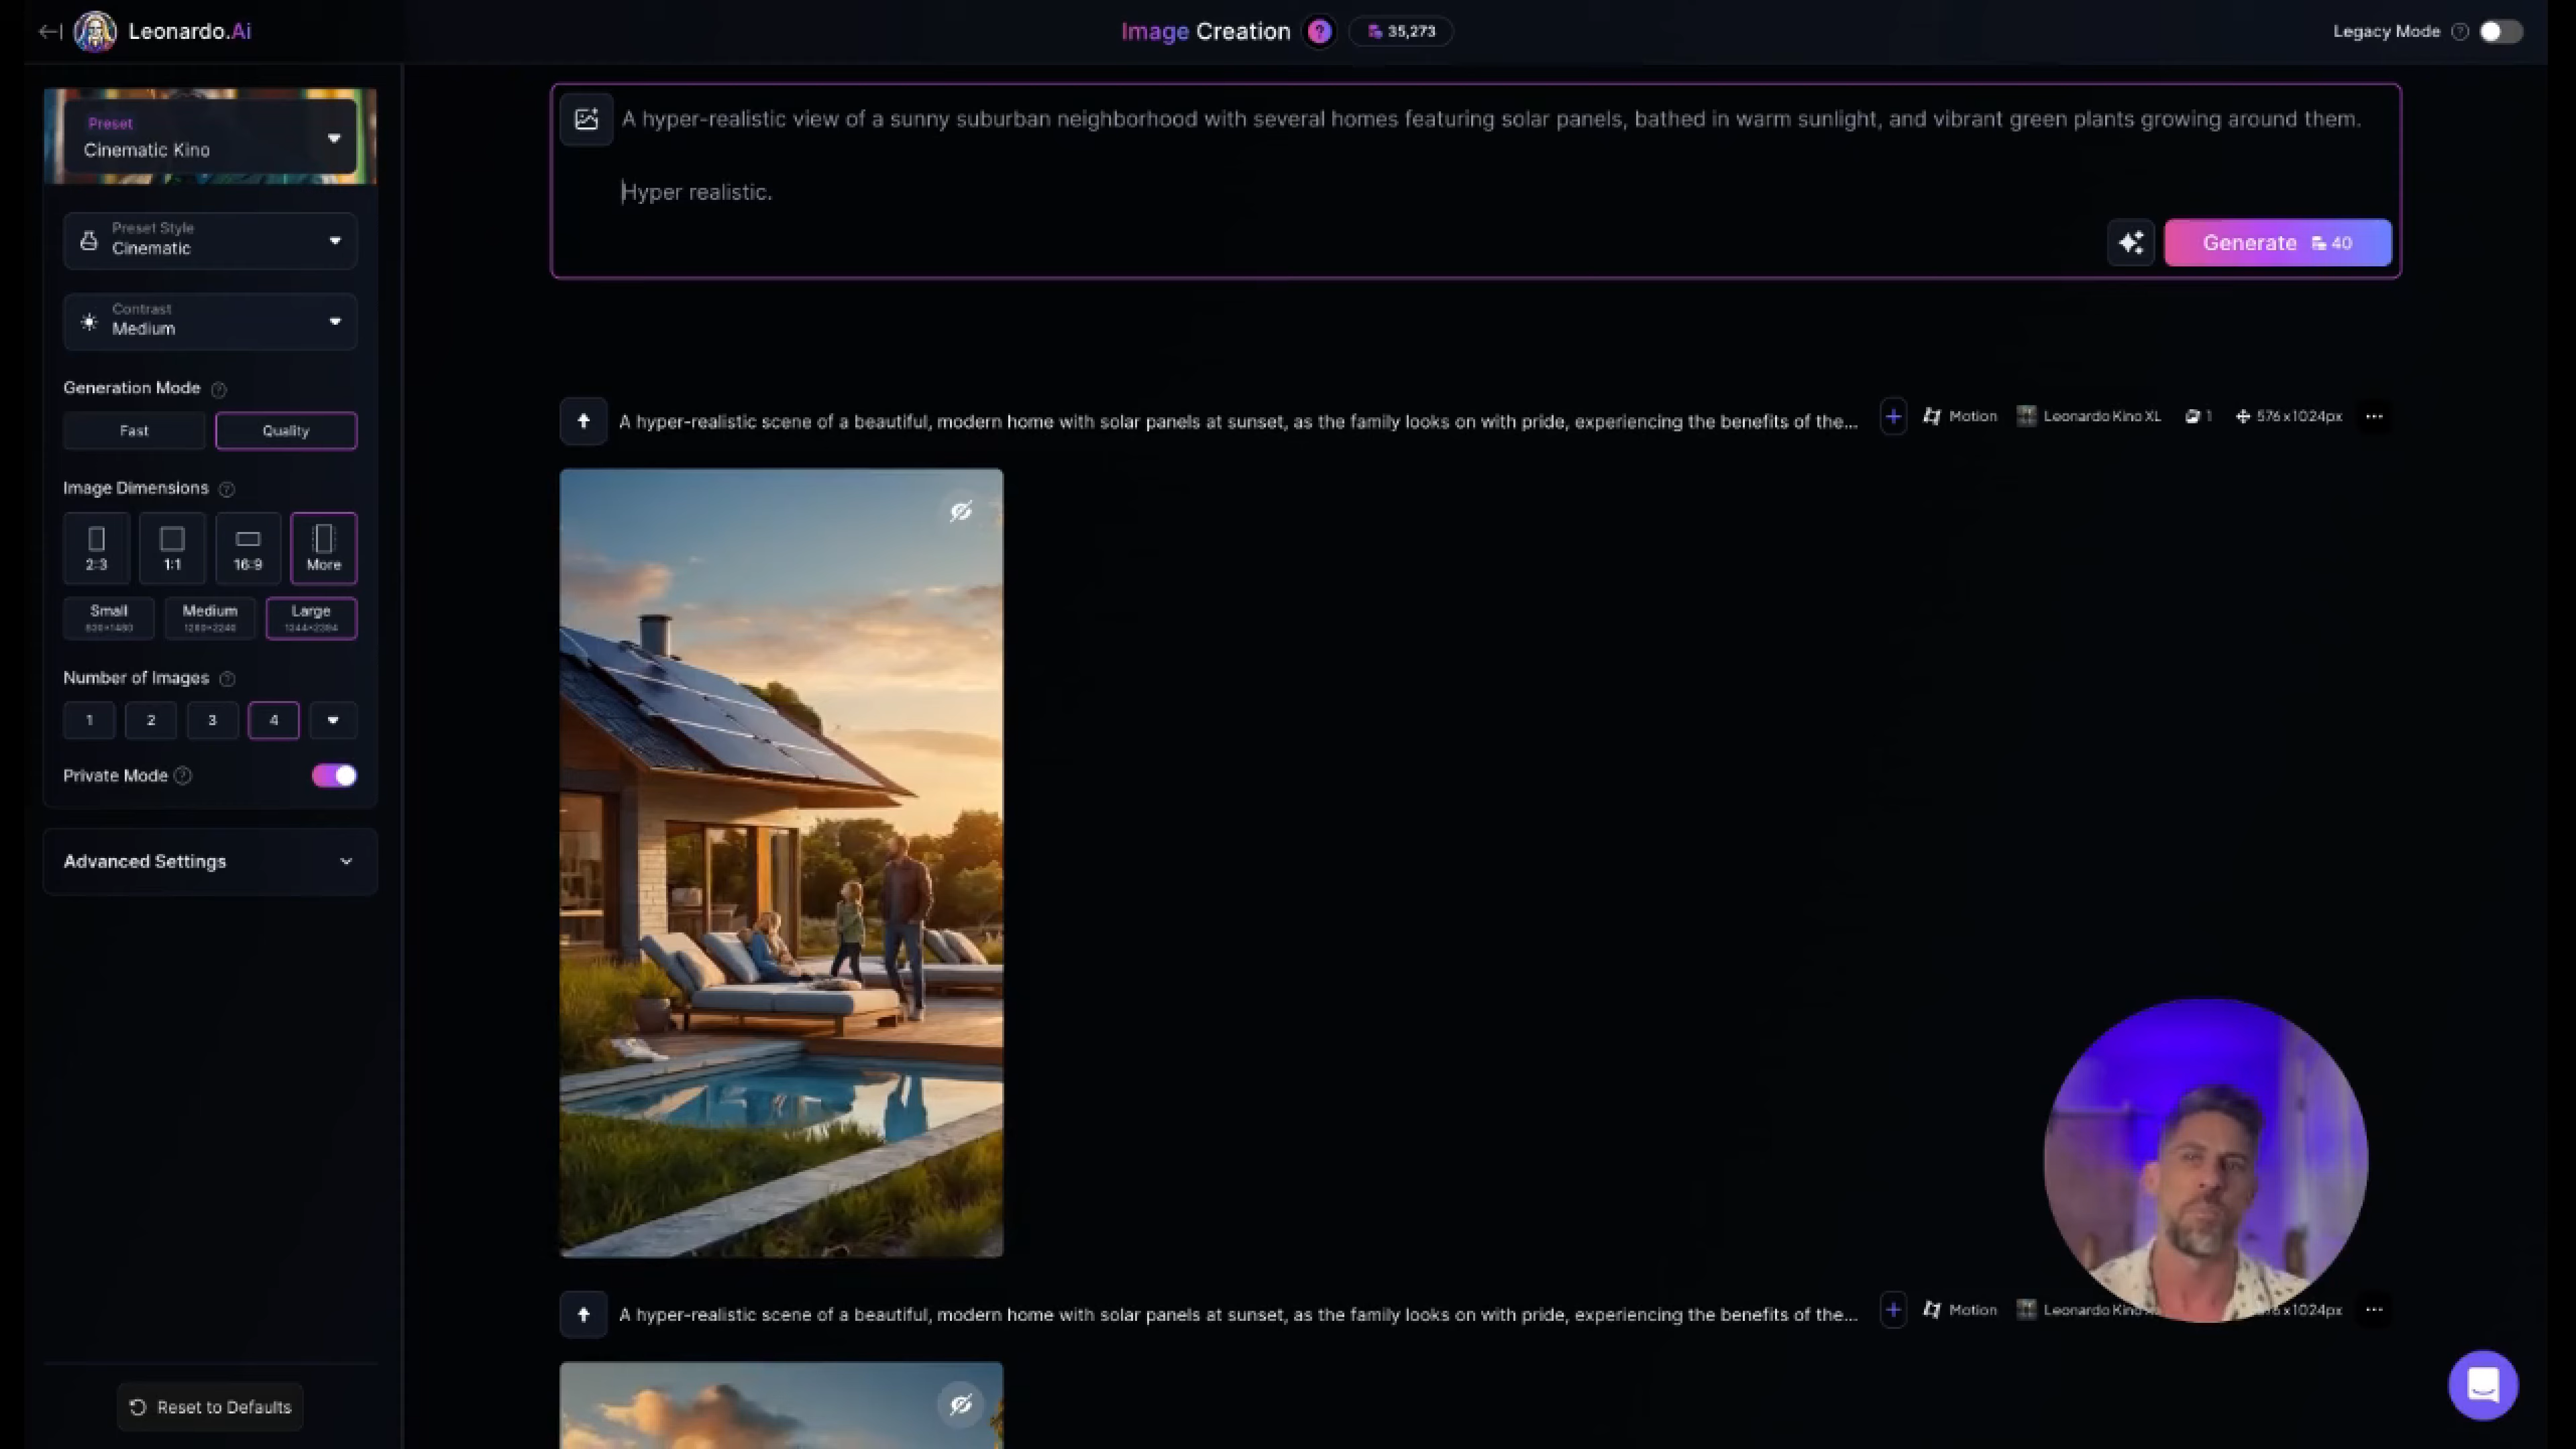 Leonardo.Ai
Image Creation
?
35,273
Legacy Mode ?
Preset
Cinematic Kino
Preset Style
Cinematic
Contrast
Medium
Generation Mode ?
Fast
Quality
Image Dimensions ?
2:3
1:1
16:9
More
Small
Medium
Large
Number of Images ?
1
2
3
4
Private Mode ?
Advanced Settings
Reset to Defaults
A hyper-realistic view of a sunny suburban neighborhood with several homes featuring solar panels, bathed in warm sunlight, and vibrant green plants growing around them.
Hyper realistic.
Generate 40
A hyper-realistic scene of a beautiful, modern home with solar panels at sunset, as the family looks on with pride, experiencing the benefits of the...
Motion
Leonardo Kino XL
1
576x1024px
A hyper-realistic scene of a beautiful, modern home with solar panels at sunset, as the family looks on with pride, experiencing the benefits of the...
Motion
Leonardo Kino
x1024px